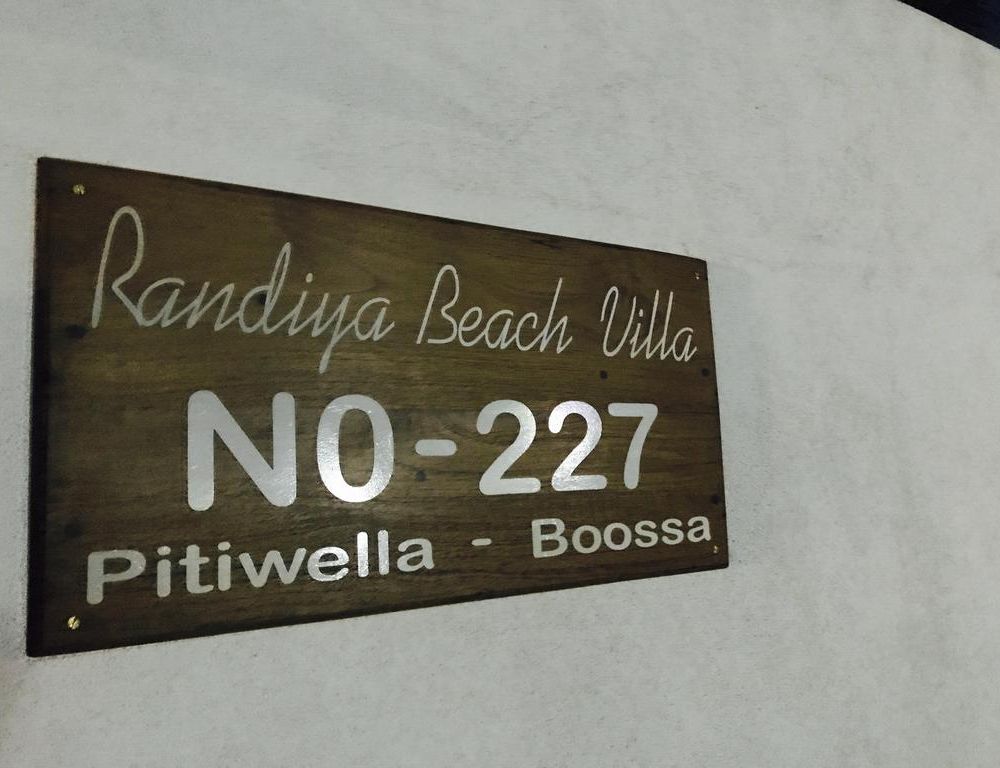 Randiya Beach Villa
NO-227
Pitiwella - Boossa